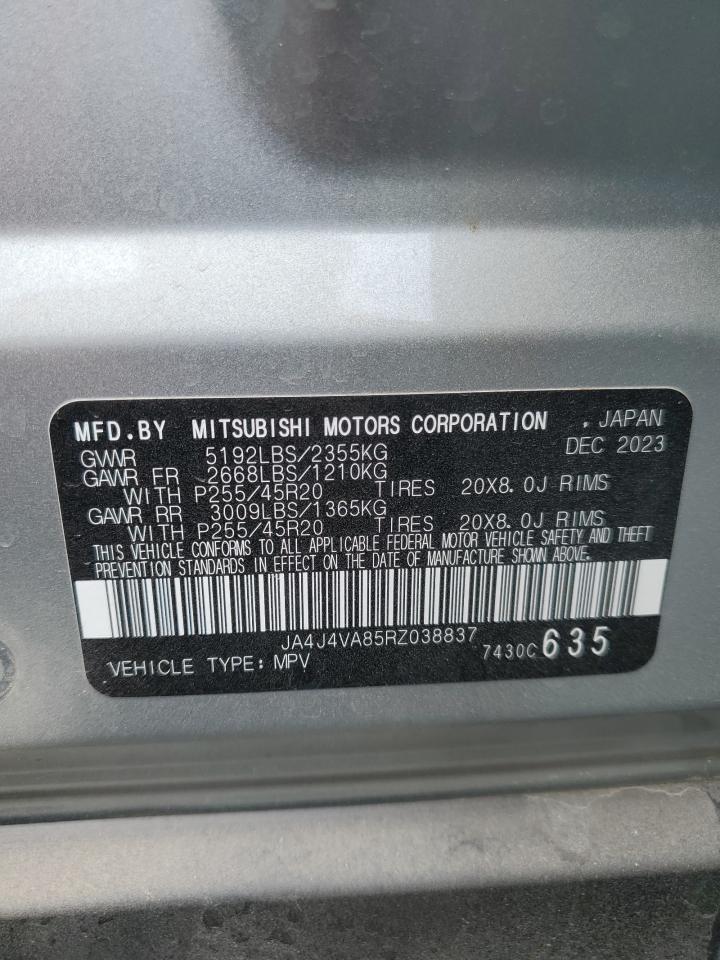 MFD.BY MITSUBISHI MOTORS CORPORATION , JAPAN
GVWR 5192LBS/2355KG DEC 2023
GAWR FR 2668LBS/1210KG
WITH P255/45R20 TIRES 20X8.0J RIMS
GAWR RR 3009LBS/1365KG
WITH P255/45R20 TIRES 20X8.0J RIMS
THIS VEHICLE CONFORMS TO ALL APPLICABLE FEDERAL MOTOR VEHICLE SAFETY AND THEFT
PREVENTION STANDARDS IN EFFECT ON THE DATE OF MANUFACTURE SHOWN ABOVE.
JA4J4VA85RZ038837
VEHICLE TYPE: MPV 7430C 635